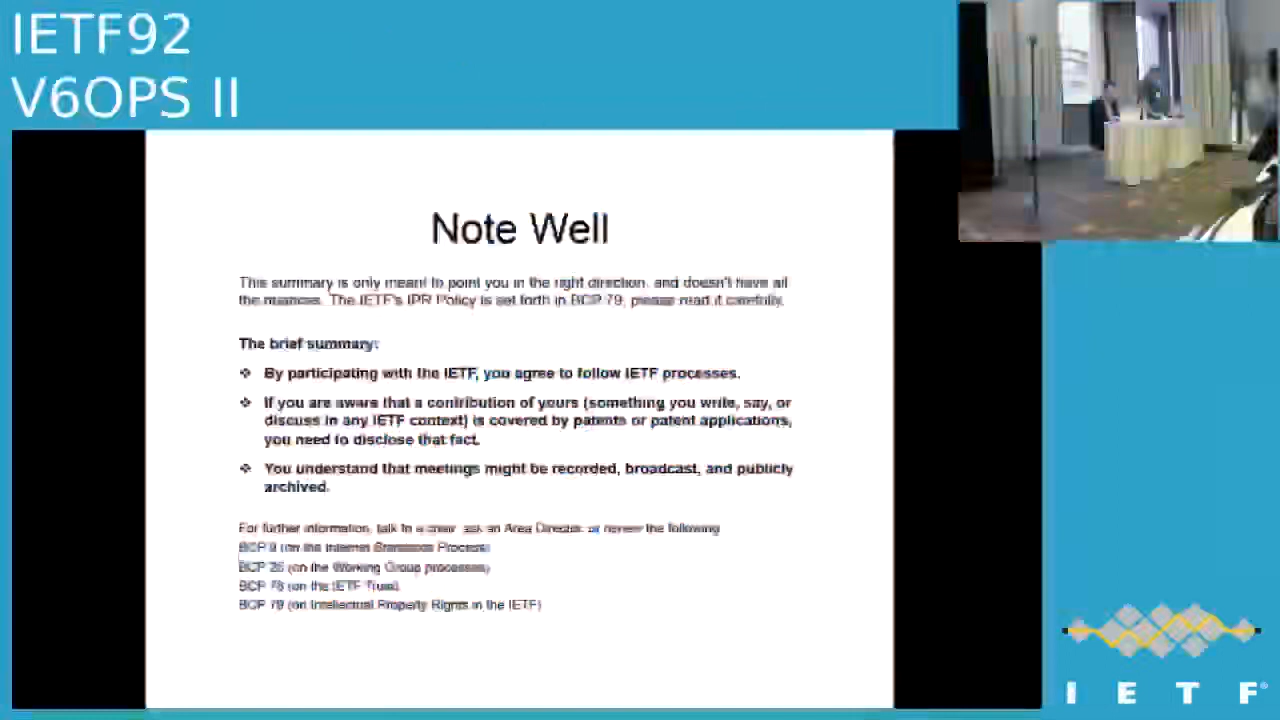 IETF92
V6OPS II
Note Well
This summary is only meant to point you in the right direction, and doesn't have all
the nuances. The IETF's IPR Policy is set forth in BCP 79; please read it carefully.
The brief summary:
❖ By participating with the IETF, you agree to follow IETF processes.
❖ If you are aware that a contribution of yours (something you write, say, or
discuss in any IETF context) is covered by patents or patent applications,
you need to disclose that fact.
❖ You understand that meetings might be recorded, broadcast, and publicly
archived.
For further information, talk to a chair, ask an Area Director, or review the following:
BCP 9 (on the Internet Standards Process)
BCP 25 (on the Working Group processes)
BCP 78 (on the IETF Trust)
BCP 79 (on Intellectual Property Rights in the IETF)
I E T F®